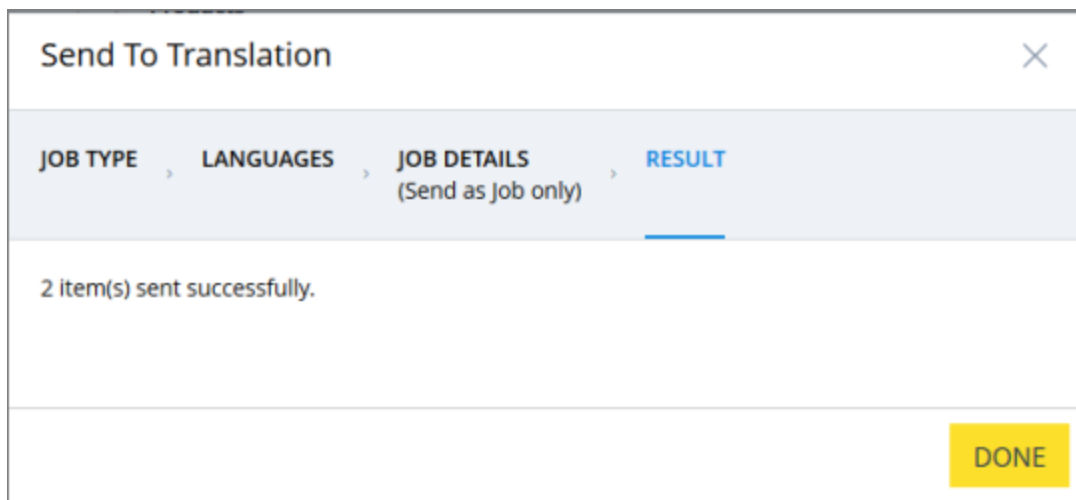 Send To Translation
JOB TYPE › LANGUAGES › JOB DETAILS › RESULT
(Send as Job only)
2 item(s) sent successfully.
DONE